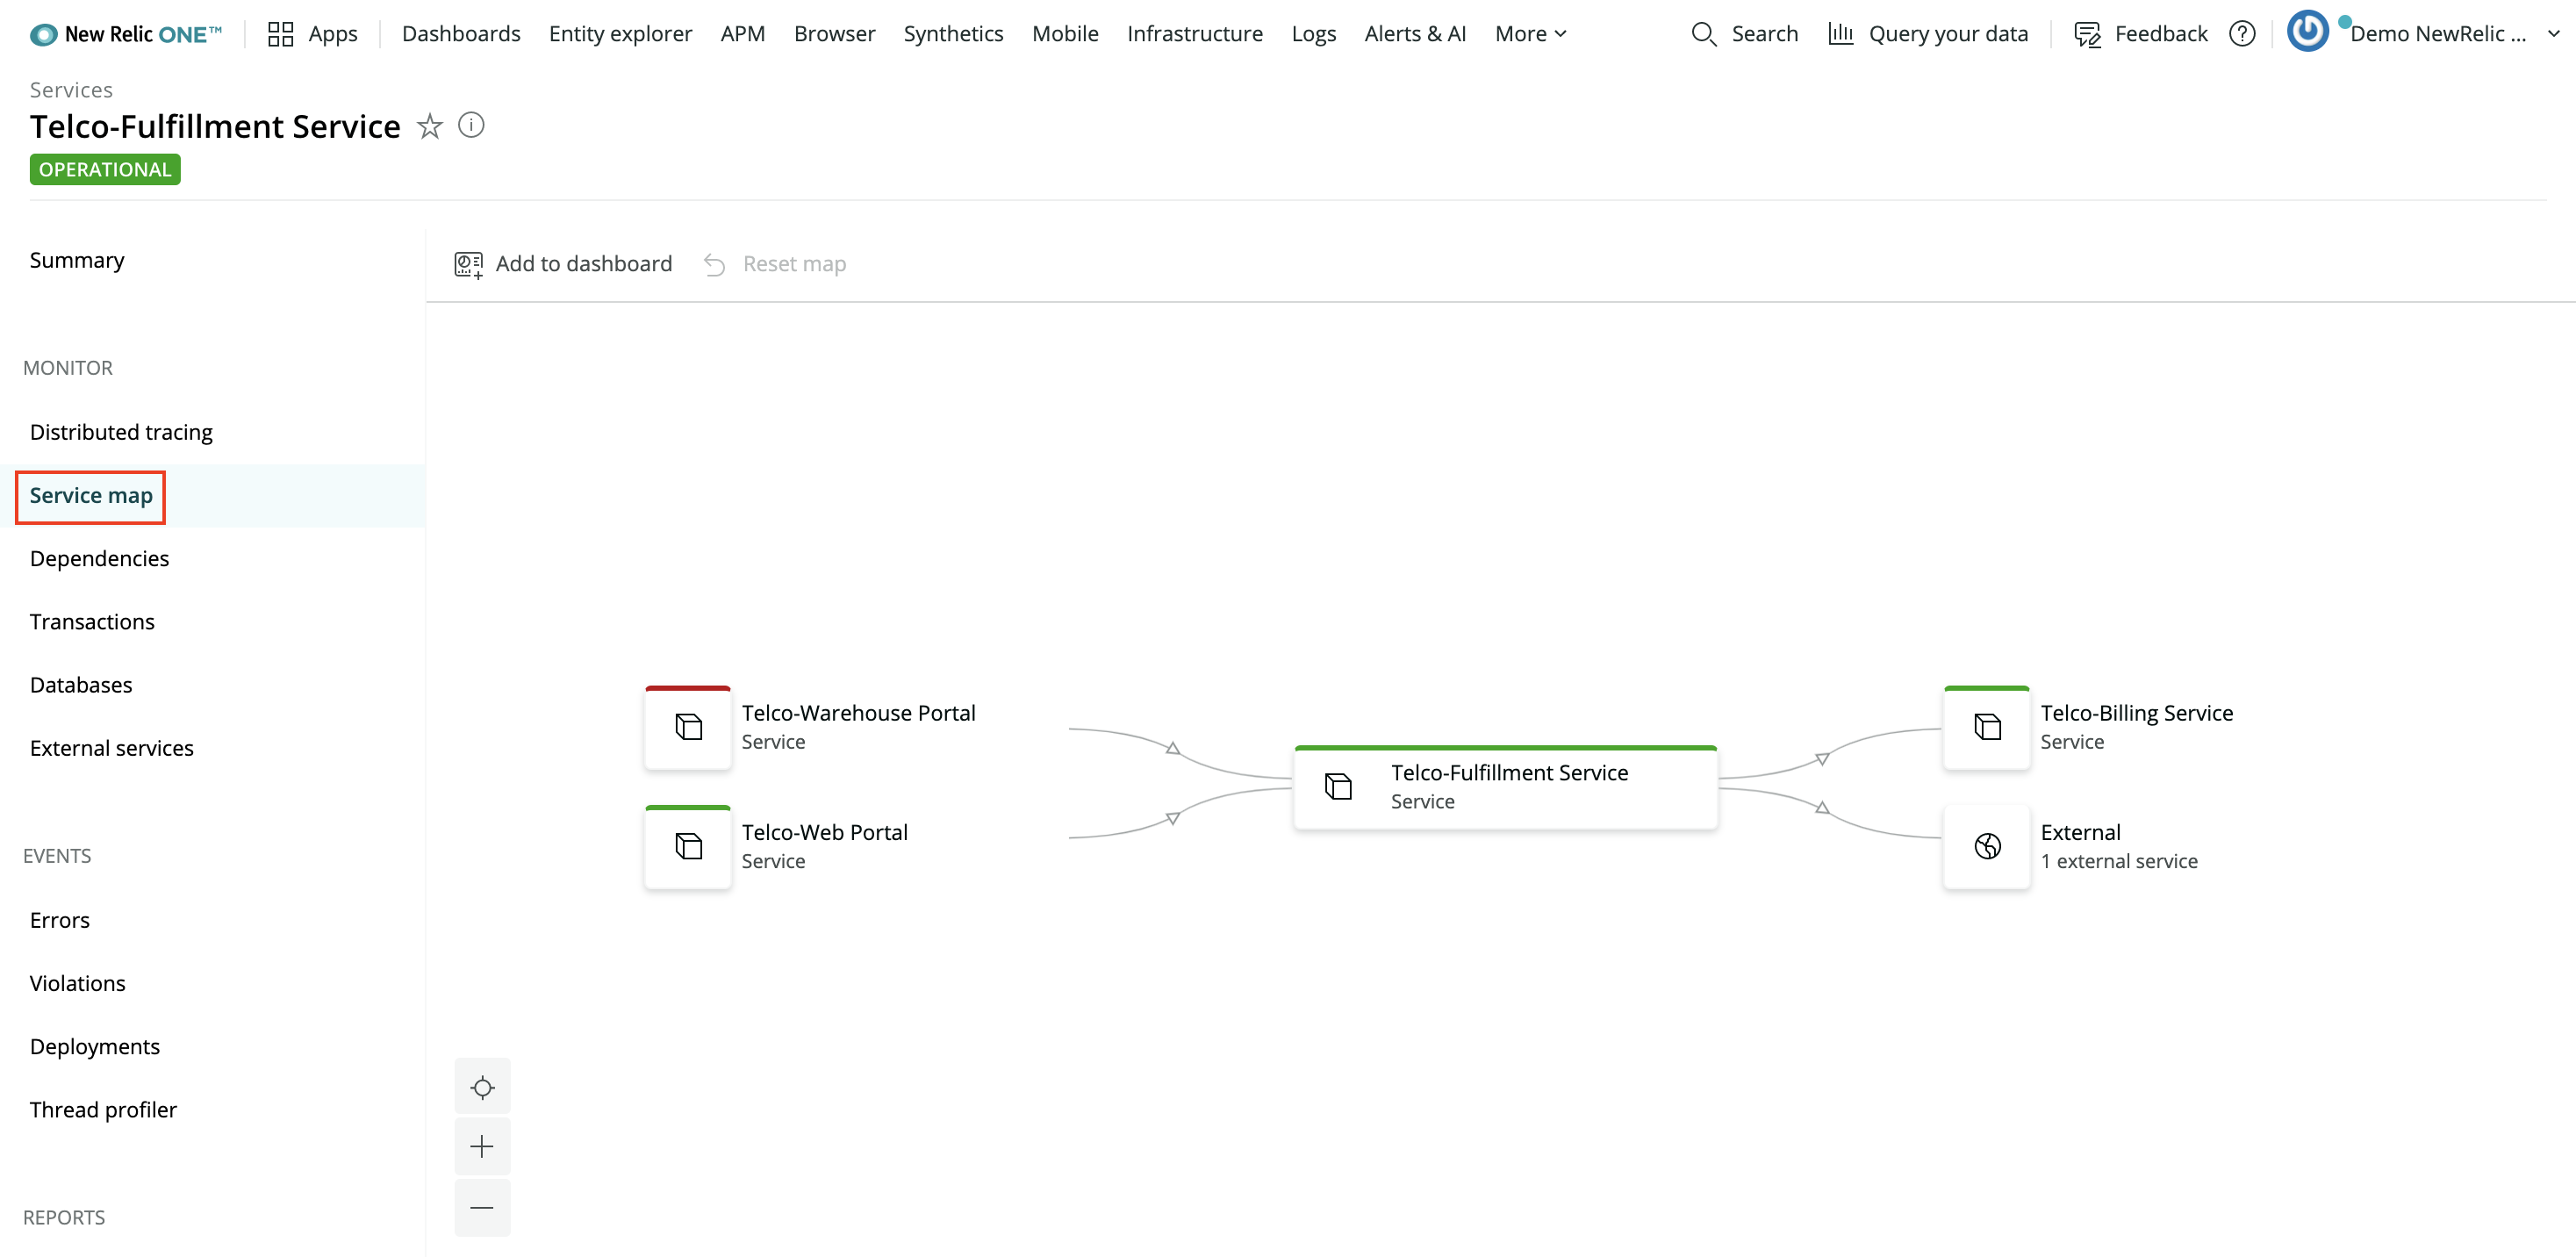 New Relic ONE™
Apps
Dashboards
Entity explorer
APM
Browser
Synthetics
Mobile
Infrastructure
Logs
Alerts & AI
More
Search
Query your data
Feedback
Demo NewRelic ...
Services
Telco-Fulfillment Service
OPERATIONAL
Summary
MONITOR
Distributed tracing
Service map
Dependencies
Transactions
Databases
External services
EVENTS
Errors
Violations
Deployments
Thread profiler
REPORTS
Add to dashboard
Reset map
Telco-Warehouse Portal
Service
Telco-Web Portal
Service
Telco-Fulfillment Service
Service
Telco-Billing Service
Service
External
1 external service